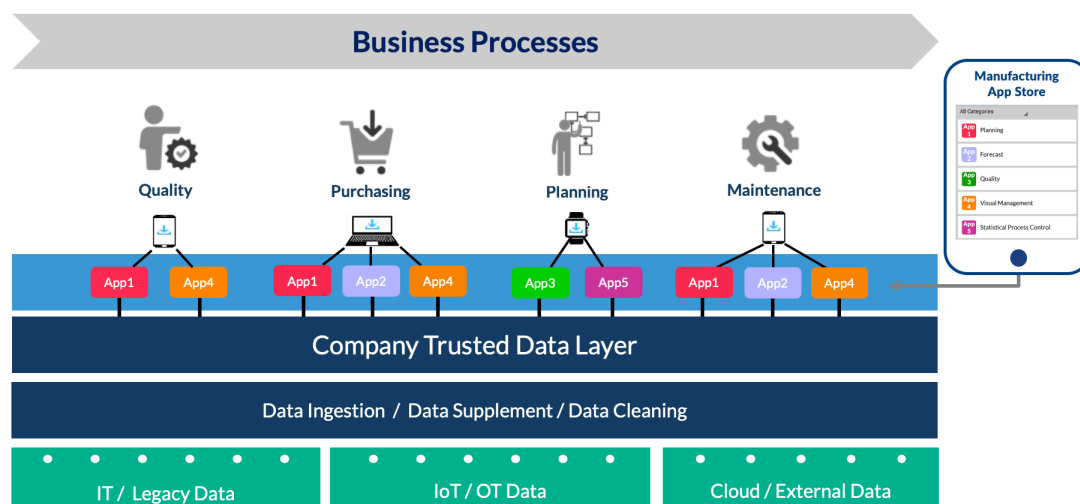 Business Processes
Manufacturing
App Store
All Categories
App
1
Planning
App
2
Forecast
App
3
Quality
App
4
Visual Management
App
5
Statistical Process Control
Quality
Purchasing
Planning
Maintenance
App1
App4
App1
App2
App4
App3
App5
App1
App2
App4
Company Trusted Data Layer
Data Ingestion / Data Supplement / Data Cleaning
IT / Legacy Data
IoT / OT Data
Cloud / External Data